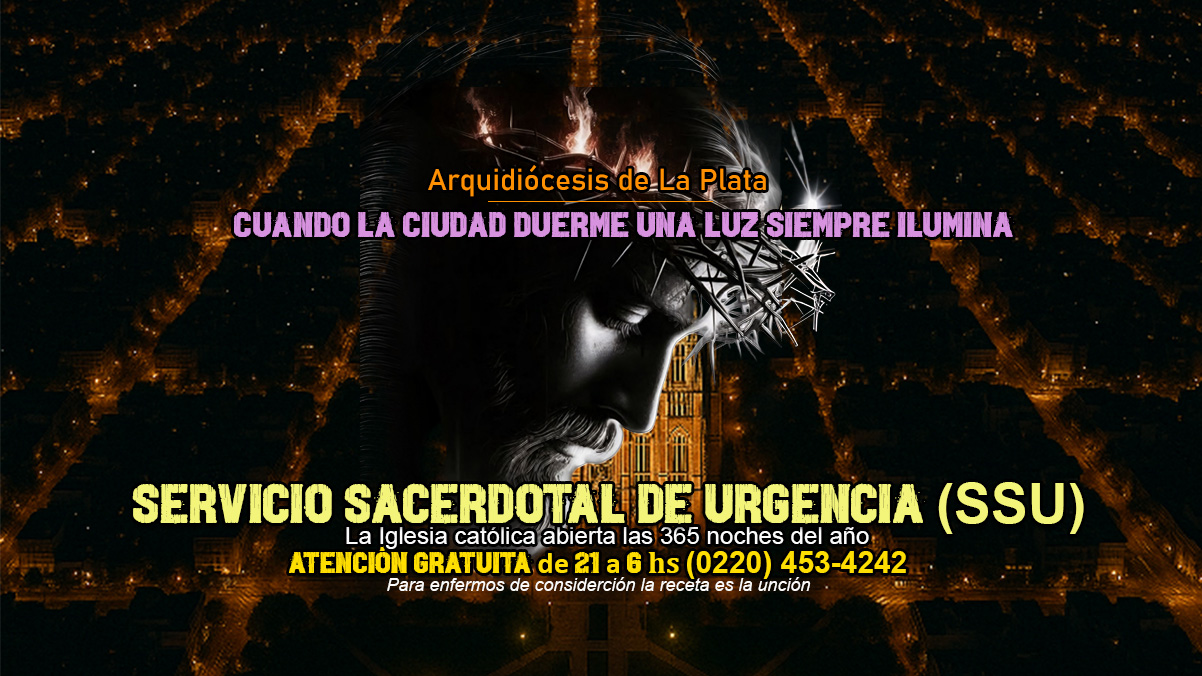 Arquidiócesis de La Plata
CUANDO LA CIUDAD DUERME UNA LUZ SIEMPRE ILUMINA
SERVICIO SACERDOTAL DE URGENCIA (SSU)
La Iglesia católica abierta las 365 noches del año
ATENCIÓN GRATUITA de 21 a 6 hs (0220) 453-4242
Para enfermos de considerción la receta es la unción